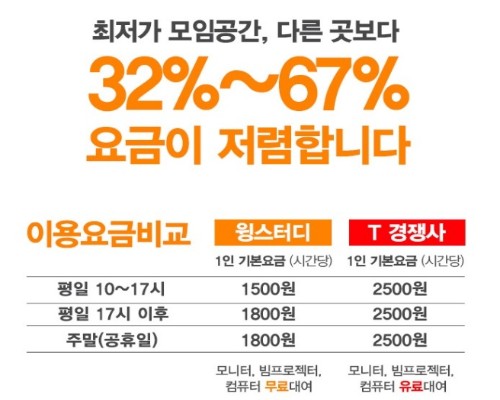 최저가 모임공간, 다른 곳보다
32%~67%
요금이 저렴합니다
이용요금비교 윙스터디 T 경쟁사
1인 기본요금 (시간당) 1인 기본요금 (시간당)
평일 10~17시 1500원 2500원
평일 17시 이후 1800원 2500원
주말(공휴일) 1800원 2500원
모니터, 빔프로젝터, 모니터, 빔프로젝터,
컴퓨터 무료대여 컴퓨터 유료대여